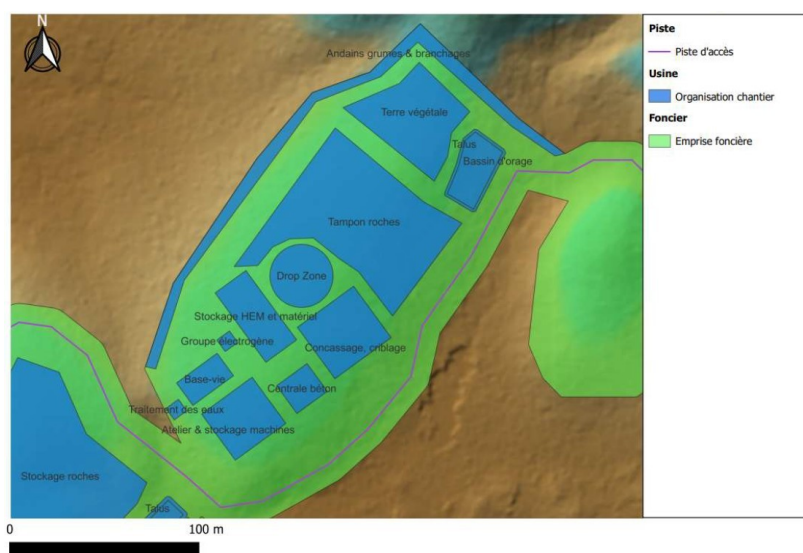 N
Andains grumes & branchages
Terre végétale
Talus
Bassin d'orage
Tampon roches
Drop Zone
Stockage HEM et matériel
Groupe électrogène
Concassage, criblage
Base-vie
Centrale béton
Traitement des eaux
Atelier & stockage machines
Stockage roches
Talus
0 100 m
Piste
Piste d'accès
Usine
Organisation chantier
Foncier
Emprise foncière